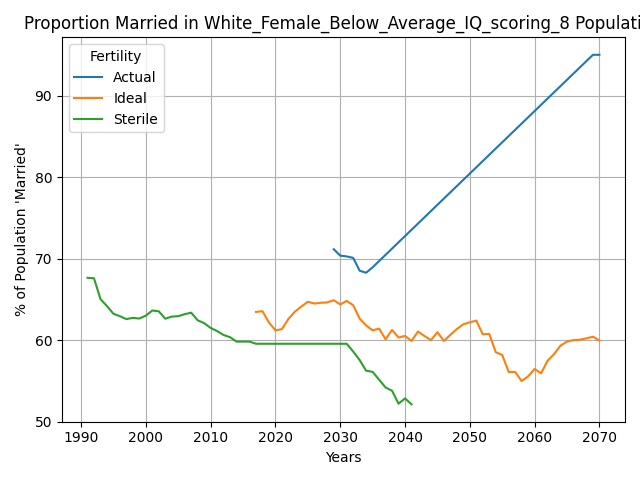 Proportion Married in White_Female_Below_Average_IQ_scoring_8 Populati
Fertility
Actual
Ideal
Sterile
90
80
70
60
50
% of Population 'Married'
1990 2000 2010 2020 2030 2040 2050 2060 2070
Years